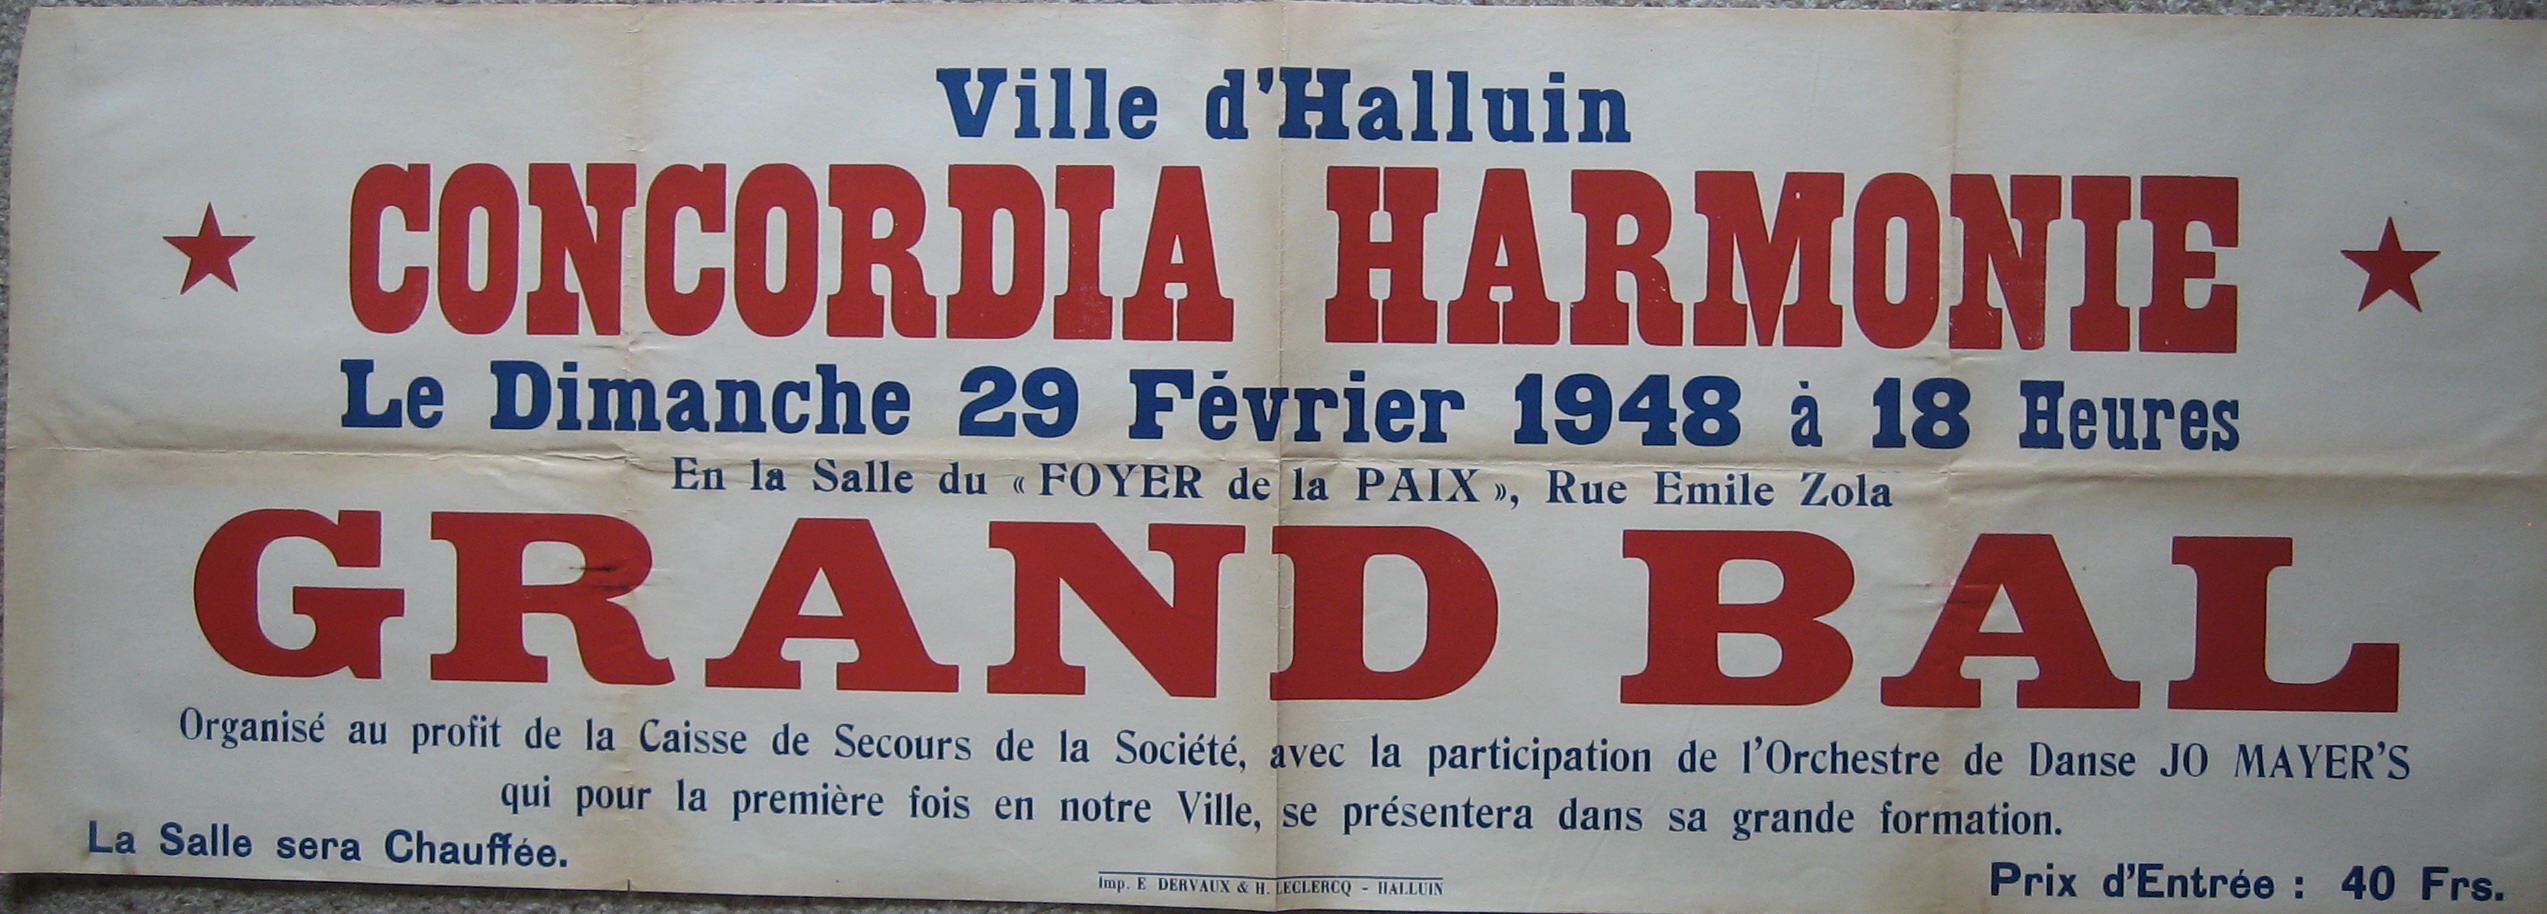 Ville d'Halluin
CONCORDIA HARMONIE
Le Dimanche 29 Février 1948 à 18 Heures
En la Salle du « FOYER de la PAIX », Rue Emile Zola
GRAND BAL
Organisé au profit de la Caisse de Secours de la Société, avec la participation de l'Orchestre de Danse JO MAYER'S
qui pour la première fois en notre Ville, se présentera dans sa grande formation.
La Salle sera Chauffée.
Prix d'Entrée : 40 Frs.
Imp. E DERVAUX & H. LECLERCQ - HALLUIN